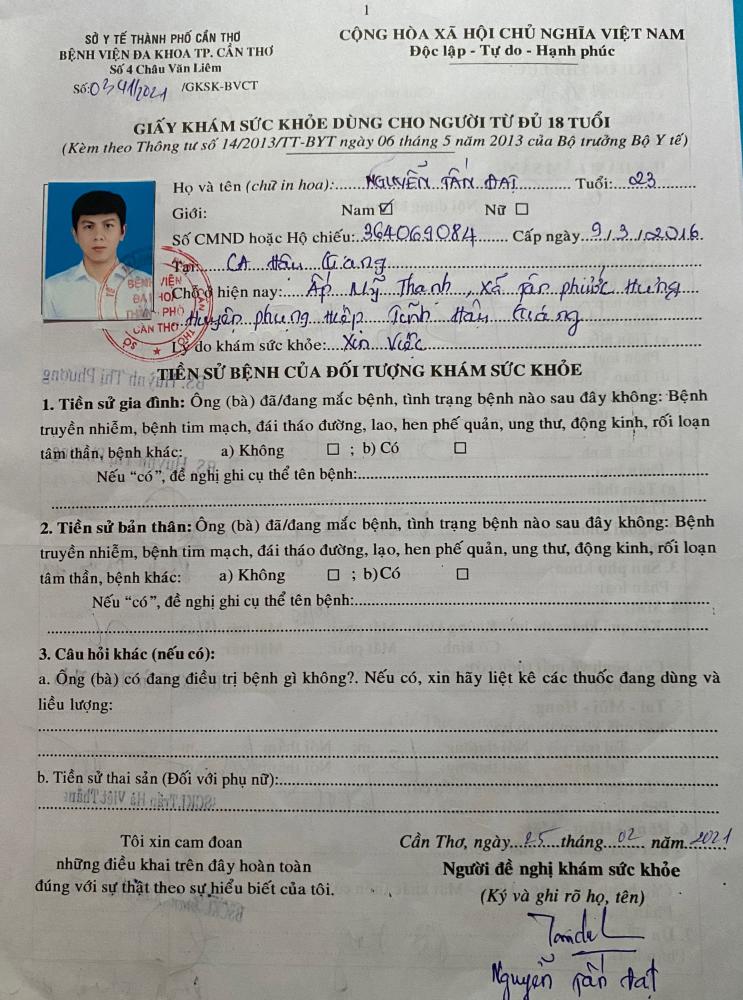 1
SỞ Y TẾ THÀNH PHỐ CẦN THƠ
BỆNH VIỆN ĐA KHOA TP. CẦN THƠ
Số 4 Châu Văn Liêm
Số: 0341/2021 /GKSK-BVCT
CỘNG HÒA XÃ HỘI CHỦ NGHĨA VIỆT NAM
Độc lập - Tự do - Hạnh phúc
GIẤY KHÁM SỨC KHỎE DÙNG CHO NGƯỜI TỪ ĐỦ 18 TUỔI
(Kèm theo Thông tư số 14/2013/TT-BYT ngày 06 tháng 5 năm 2013 của Bộ trưởng Bộ Y tế)
Họ và tên (chữ in hoa):......NGUYỄN TẤN ĐẠT......... Tuổi:...23.........
Giới: Nam ☑ Nữ ☐
Số CMND hoặc Hộ chiếu: 364069084........ Cấp ngày 9./.3./.2016.
Tại:......CA Hậu Giang........
Chỗ ở hiện nay:.....Ấp Mỹ Thạnh, Xã Tân phước Hưng
Huyện phụng Hiệp Tỉnh Hậu Giang
Lý do khám sức khỏe:...Xin Việc........
BỆNH VIỆN
ĐA KHOA
THÀNH PHỐ
CẦN THƠ
TIỀN SỬ BỆNH CỦA ĐỐI TƯỢNG KHÁM SỨC KHỎE
1. Tiền sử gia đình: Ông (bà) đã/đang mắc bệnh, tình trạng bệnh nào sau đây không: Bệnh
truyền nhiễm, bệnh tim mạch, đái tháo đường, lao, hen phế quản, ung thư, động kinh, rối loạn
tâm thần, bệnh khác: a) Không ☐ ; b) Có ☐
Nếu “có”, đề nghị ghi cụ thể tên bệnh:........
2. Tiền sử bản thân: Ông (bà) đã/đang mắc bệnh, tình trạng bệnh nào sau đây không: Bệnh
truyền nhiễm, bệnh tim mạch, đái tháo đường, lạo, hen phế quản, ung thư, động kinh, rối loạn
tâm thần, bệnh khác: a) Không ☐ ; b) Có ☐
Nếu “có”, đề nghị ghi cụ thể tên bệnh:........
3. Câu hỏi khác (nếu có):
a. Ông (bà) có đang điều trị bệnh gì không?. Nếu có, xin hãy liệt kê các thuốc đang dùng và
liều lượng:
b. Tiền sử thai sản (Đối với phụ nữ):........
Tôi xin cam đoan
những điều khai trên đây hoàn toàn
đúng với sự thật theo sự hiểu biết của tôi.
Cần Thơ, ngày...25....tháng...02... năm.2021
Người đề nghị khám sức khỏe
(Ký và ghi rõ họ, tên)
Nguyễn Tấn Đạt